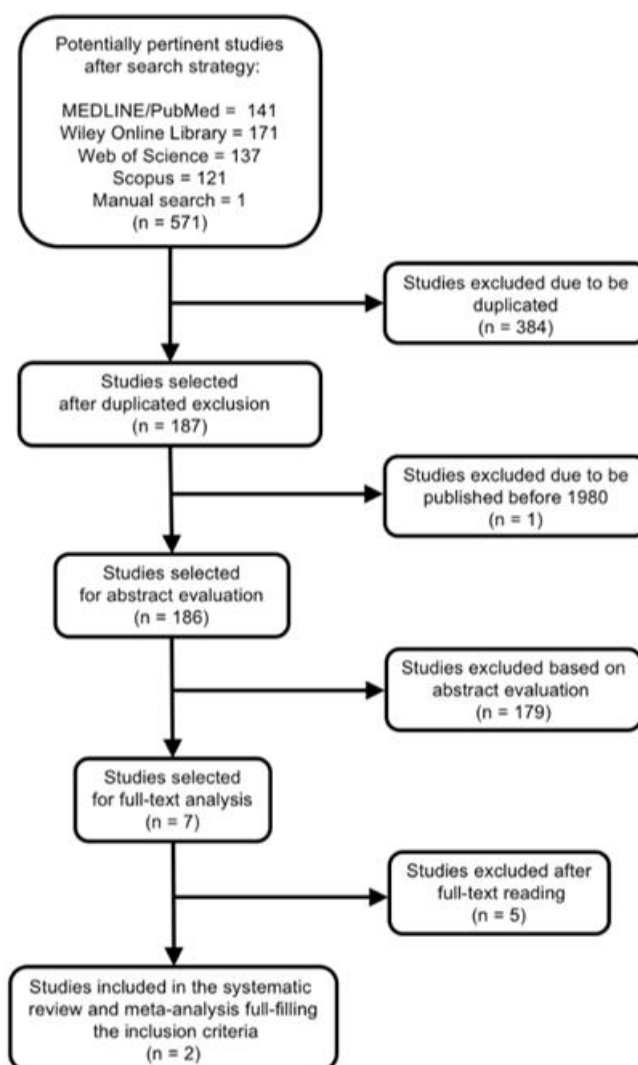 Potentially pertinent studies
after search strategy:
MEDLINE/PubMed = 141
Wiley Online Library = 171
Web of Science = 137
Scopus = 121
Manual search = 1
(n = 571)
Studies excluded due to be
duplicated
(n = 384)
Studies selected
after duplicated exclusion
(n = 187)
Studies excluded due to be
published before 1980
(n = 1)
Studies selected
for abstract evaluation
(n = 186)
Studies excluded based on
abstract evaluation
(n = 179)
Studies selected
for full-text analysis
(n = 7)
Studies excluded after
full-text reading
(n = 5)
Studies included in the systematic
review and meta-analysis full-filling
the inclusion criteria
(n = 2)